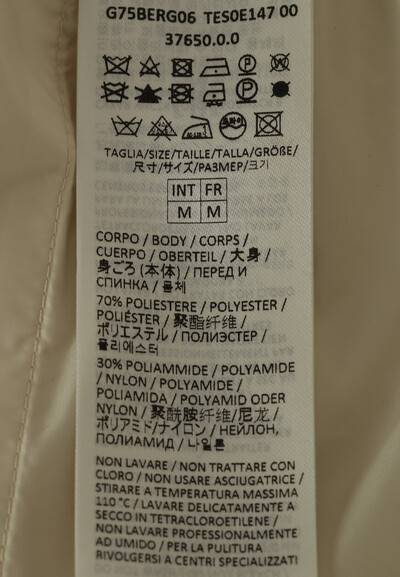 G75BERG06 TES0E147 00
37650.0.0
TAGLIA/SIZE/TAILLE/TALLA/GRÖßE/
尺寸/サイズ/PA3MEP/크기
INT FR
M M
CORPO / BODY / CORPS /
CUERPO / OBERTEIL / 大身/
身ごろ (本体) / ПЕРЕД И
СПИНКА / 몸체
70% POLIESTERE / POLYESTER /
POLIÉSTER / 聚酯纤维 /
ポリエステル / ПОЛИЭСТЕР /
폴리에스터
30% POLIAMMIDE / POLYAMIDE
/ NYLON / POLYAMIDE /
POLIAMIDA / POLYAMID ODER
NYLON / 聚酰胺纤维/尼龙 /
ポリアミド/ナイロン / НЕЙЛОН,
ПОЛИАМИД / 나일론
NON LAVARE / NON TRATTARE CON
CLORO / NON USARE ASCIUGATRICE /
STIRARE A TEMPERATURA MASSIMA
110 °C / LAVARE DELICATAMENTE A
SECCO IN TETRACLOROETILENE /
NON LAVARE PROFESSIONALMENTE
AD UMIDO / PER LA PULITURA
RIVOLGERSI A CENTRI SPECIALIZZATI